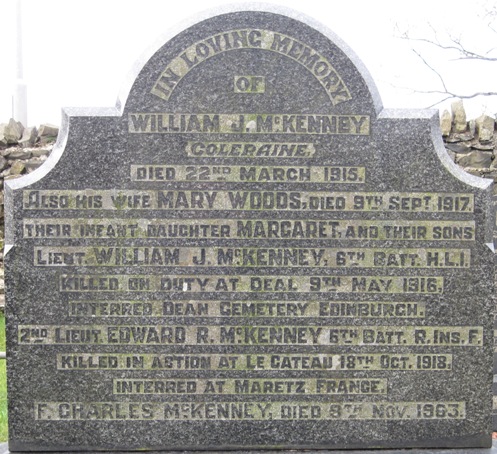 IN LOVING MEMORY
OF
WILLIAM J. McKENNEY
COLERAINE,
DIED 22ND MARCH 1915.
ALSO HIS WIFE MARY WOODS, DIED 9TH SEPT. 1917.
THEIR INFANT DAUGHTER MARGARET, AND THEIR SONS
LIEUT. WILLIAM J. McKENNEY, 6TH BATT. H.L.I.
KILLED ON DUTY AT DEAL 9TH MAY 1916.
INTERRED DEAN CEMETERY EDINBURGH.
2ND LIEUT. EDWARD R. McKENNEY 6TH BATT. R. INS. F.
KILLED IN ACTION AT LE CATEAU 18TH OCT. 1918.
INTERRED AT MARETZ, FRANCE.
F. CHARLES McKENNEY, DIED 9TH NOV. 1963.